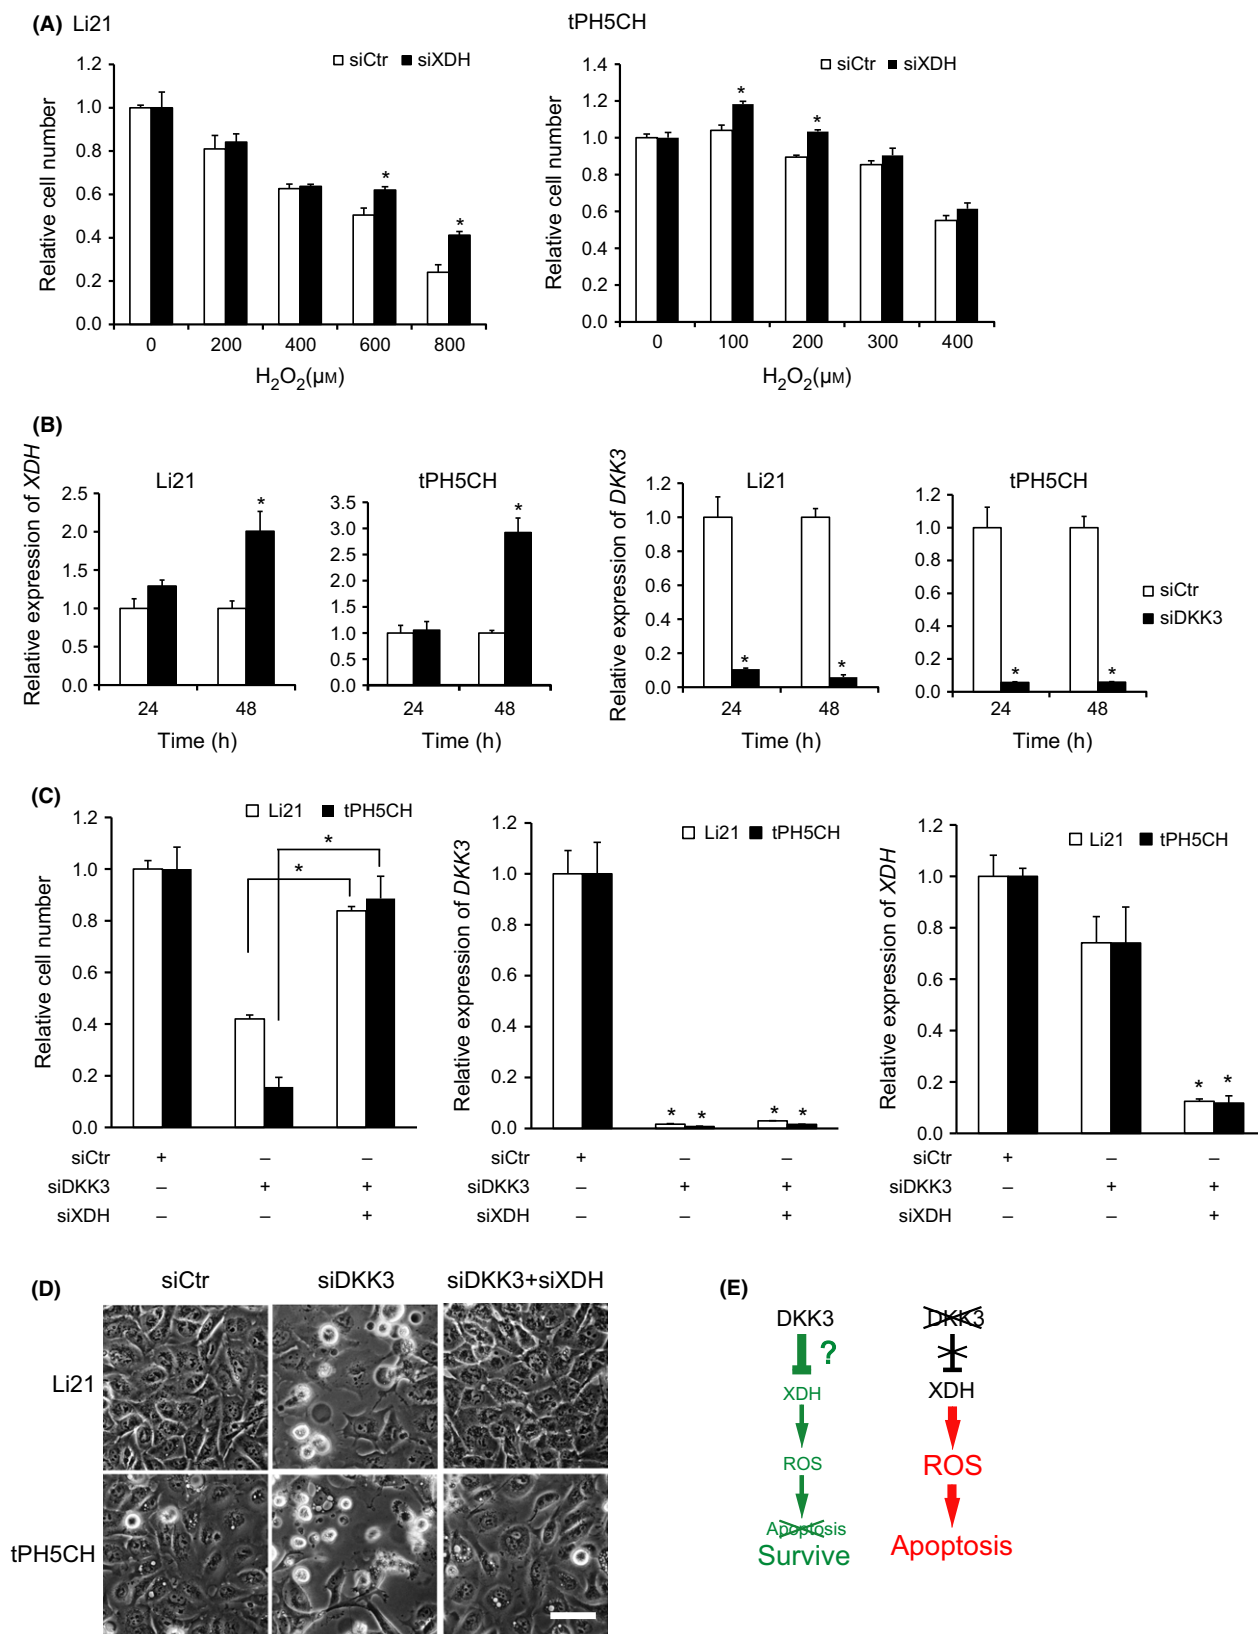 (A) Li21
siCtr siXDH
Relative cell number
1.2
1.0
0.8
0.6
0.4
0.2
0.0
* *
0 200 400 600 800
H2O2(µM)
tPH5CH
siCtr siXDH
Relative cell number
1.4
1.2
1.0
0.8
0.6
0.4
0.2
0.0
* *
0 100 200 300 400
H2O2(µM)
(B)
Li21
Relative expression of XDH
2.5
2.0
1.5
1.0
0.5
0.0
*
24 48
Time (h)
tPH5CH
3.5
3.0
2.5
2.0
1.5
1.0
0.5
0.0
*
24 48
Time (h)
Li21
Relative expression of DKK3
1.2
1.0
0.8
0.6
0.4
0.2
0.0
* *
24 48
Time (h)
tPH5CH
1.2
1.0
0.8
0.6
0.4
0.2
0.0
* *
24 48
Time (h)
siCtr
siDKK3
(C)
Li21 tPH5CH
Relative cell number
1.2
1.0
0.8
0.6
0.4
0.2
0.0
*
*
siCtr + – –
siDKK3 – + +
siXDH – – +
Li21 tPH5CH
Relative expression of DKK3
1.2
1.0
0.8
0.6
0.4
0.2
0.0
* * * *
siCtr + – –
siDKK3 – + +
siXDH – – +
Li21 tPH5CH
Relative expression of XDH
1.2
1.0
0.8
0.6
0.4
0.2
0.0
* *
siCtr + – –
siDKK3 – + +
siXDH – – +
(D)
siCtr siDKK3 siDKK3+siXDH
Li21
tPH5CH
(E)
DKK3
?
XDH
ROS
Apoptosis
Survive
DKK3
XDH
ROS
Apoptosis